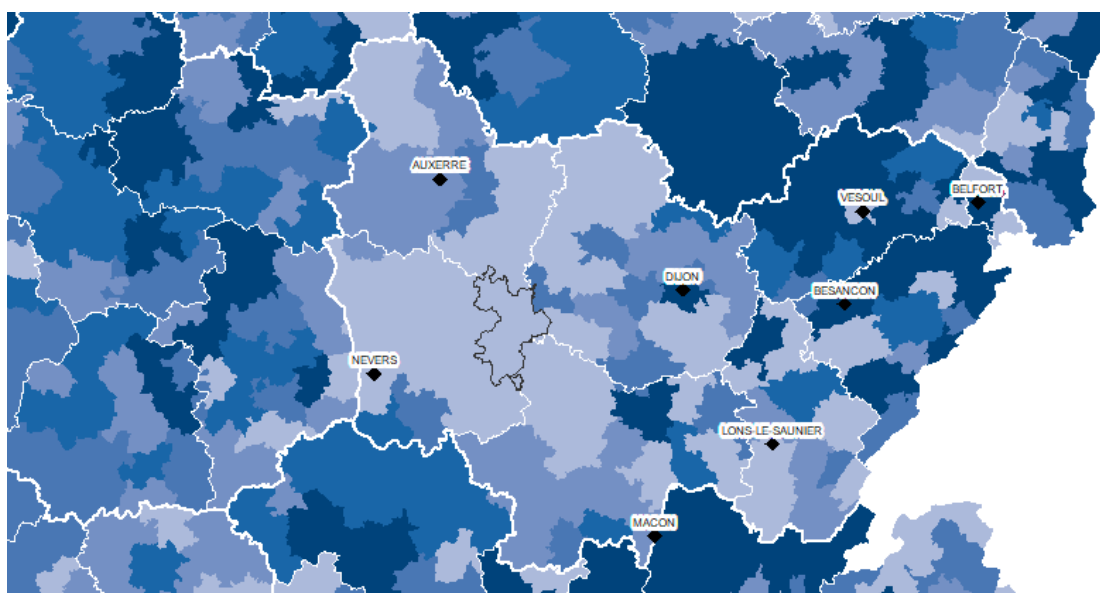 AUXERRE
BELFORT
VESOUL
DIJON
BESANCON
NEVERS
LONS-LE-SAUNIER
MACON